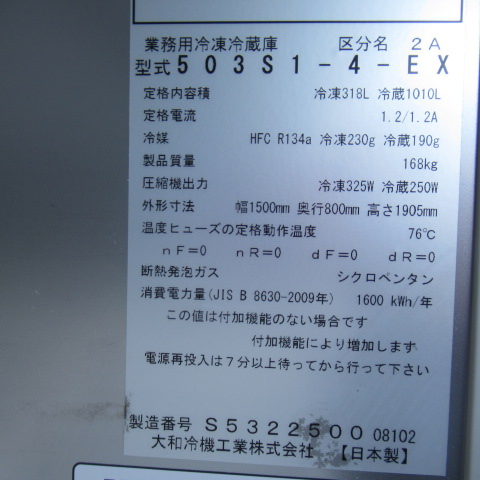 業務用冷凍冷蔵庫 区分名 2A
型式503S1-4-EX
定格内容積 冷凍318L 冷蔵1010L
定格電流 1.2/1.2A
冷媒 HFC R134a 冷凍230g 冷蔵190g
製品質量 168kg
圧縮機出力 冷凍325W 冷蔵250W
外形寸法 幅1500mm 奥行800mm 高さ1905mm
温度ヒューズの定格動作温度 76℃
nF=0 nR=0 dF=0 dR=0
断熱発泡ガス シクロペンタン
消費電力量(JIS B 8630-2009年) 1600 kWh/年
この値は付加機能のない場合です
付加機能により増加します
電源再投入は7分以上待ってから行って下さい
製造番号 S5322500 08102
大和冷機工業株式会社 【日本製】